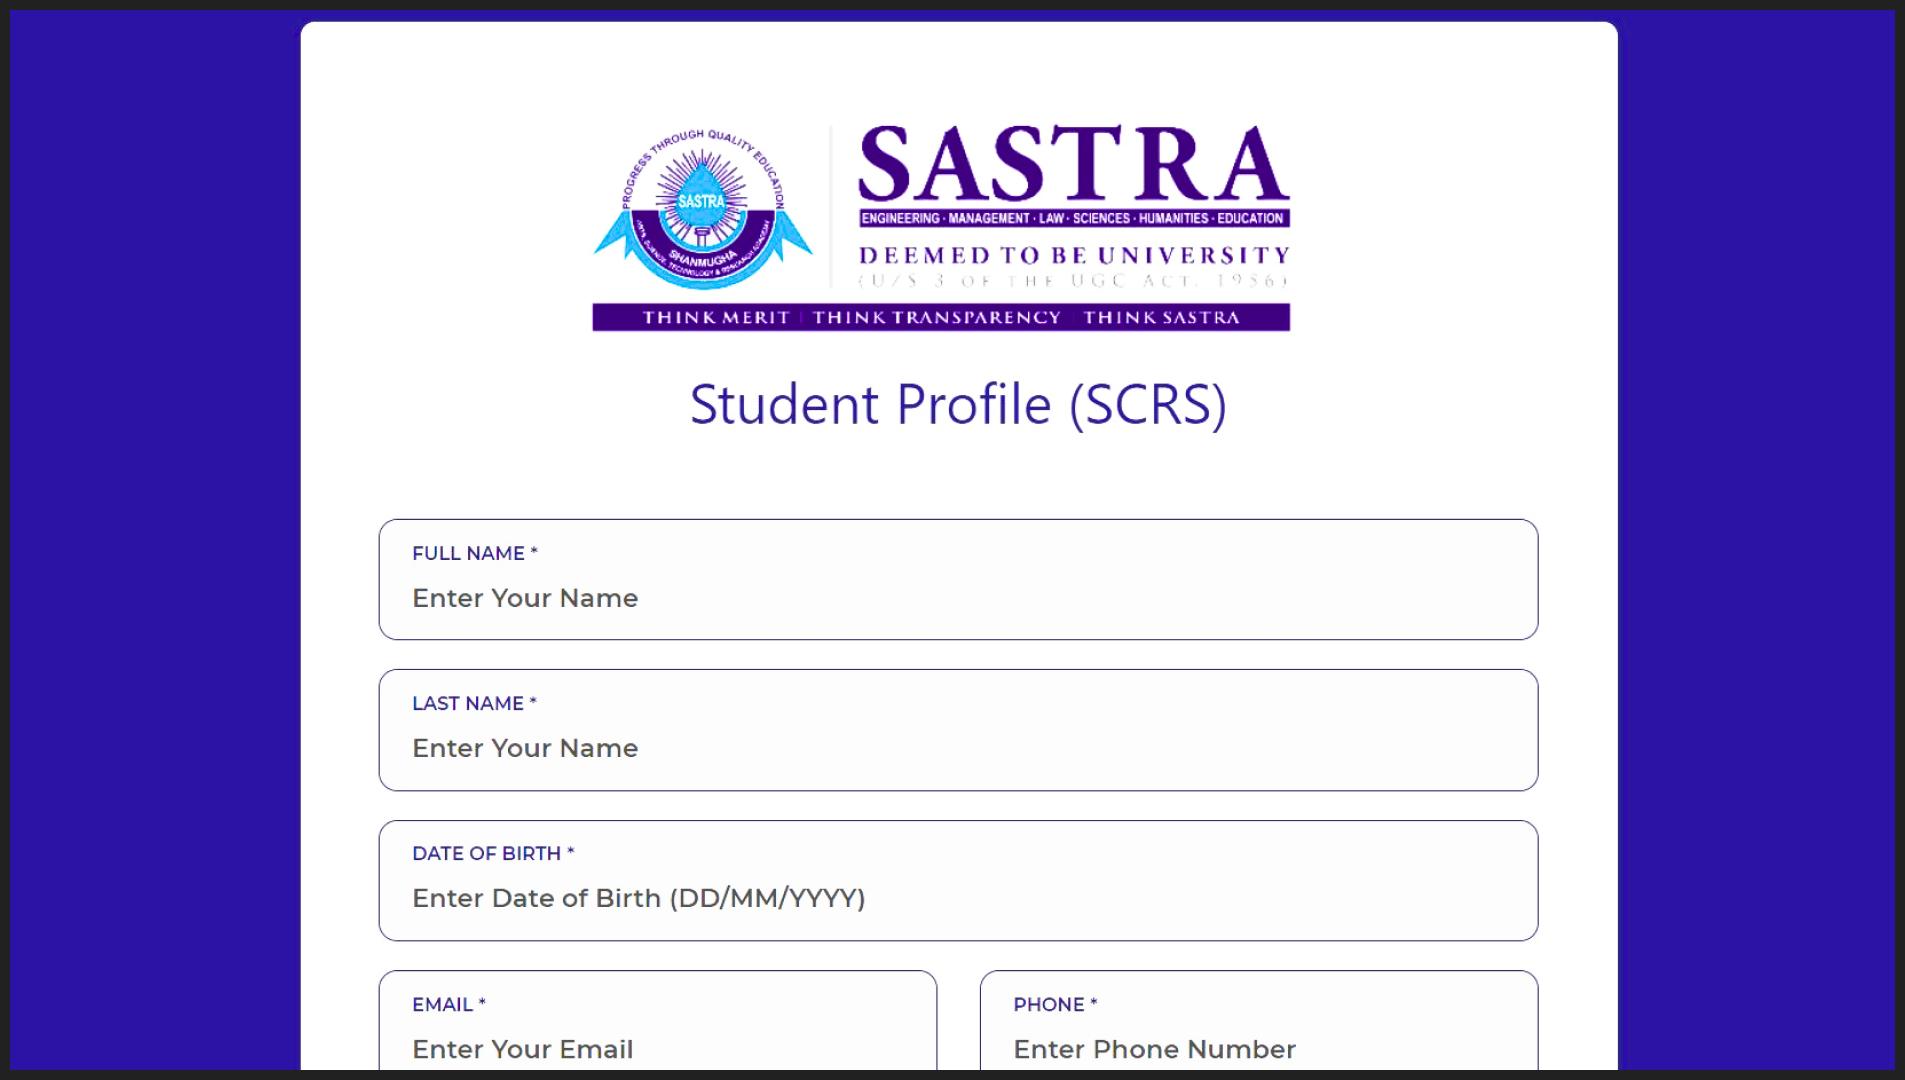 PROGRESS THROUGH QUALITY EDUCATION
SASTRA
SHANMUGHA
SASTRA
ENGINEERING · MANAGEMENT · LAW · SCIENCES · HUMANITIES · EDUCATION
DEEMED TO BE UNIVERSITY
(U/S 3 OF THE UGC ACT, 1956)
THINK MERIT | THINK TRANSPARENCY | THINK SASTRA
Student Profile (SCRS)
FULL NAME *
Enter Your Name
LAST NAME *
Enter Your Name
DATE OF BIRTH *
Enter Date of Birth (DD/MM/YYYY)
EMAIL * PHONE *
Enter Your Email Enter Phone Number